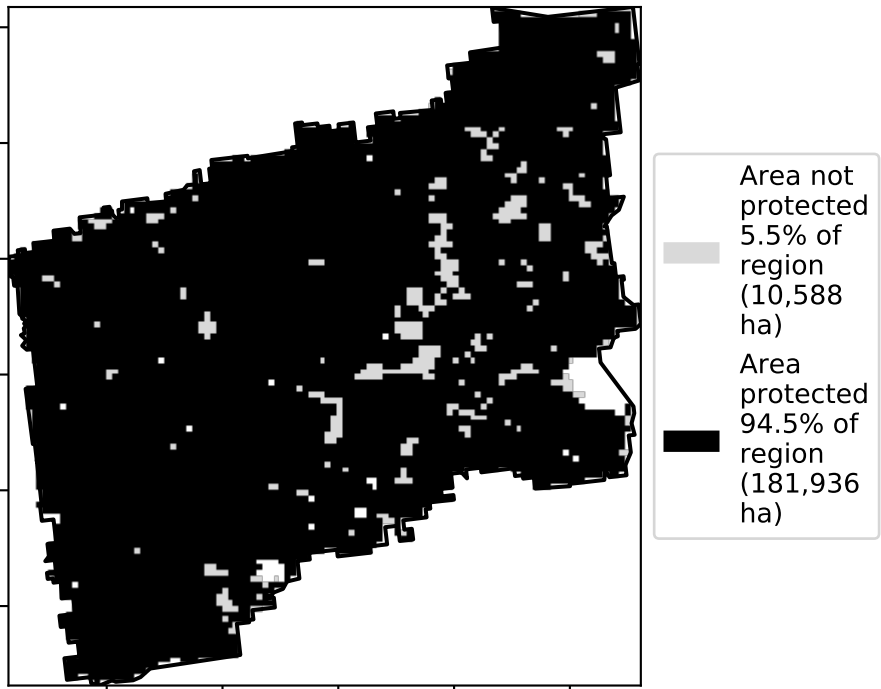 Area not
protected
5.5% of
region
(10,588
ha)
Area
protected
94.5% of
region
(181,936
ha)